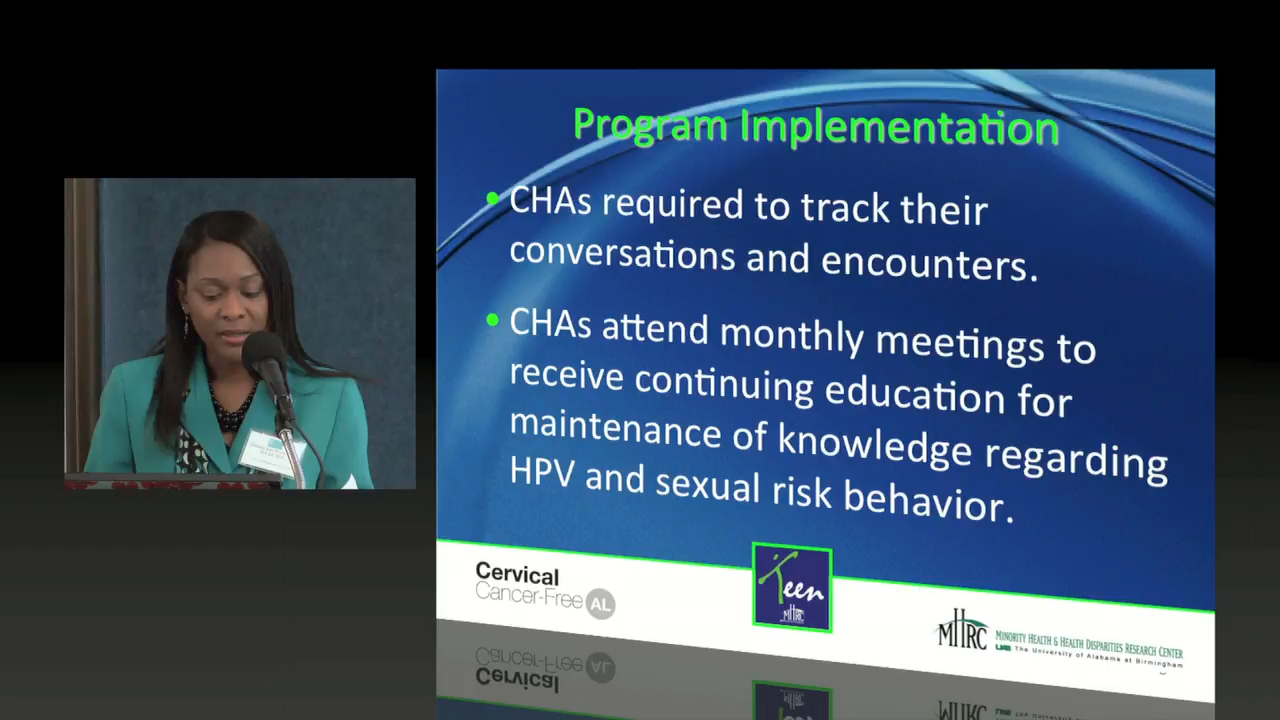 Program Implementation
• CHAs required to track their
conversations and encounters.
• CHAs attend monthly meetings to
receive continuing education for
maintenance of knowledge regarding
HPV and sexual risk behavior.
Cervical
Cancer-Free AL
Teen
MHRC
MHRC
MINORITY HEALTH & HEALTH DISPARITIES RESEARCH CENTER
UAB The University of Alabama at Birmingham